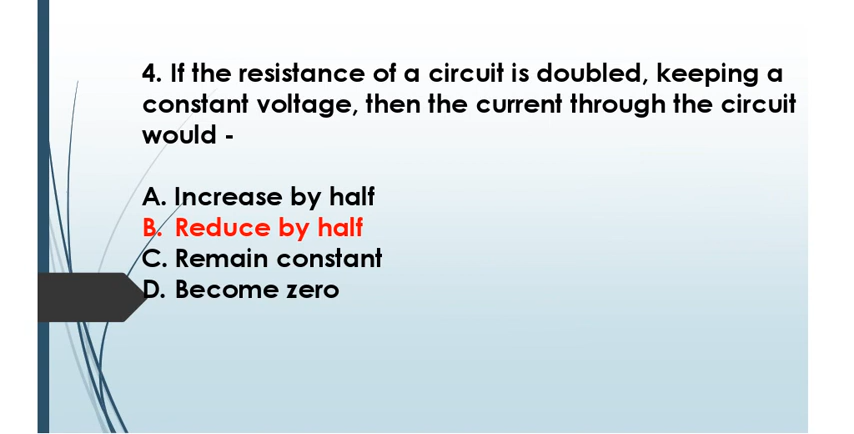 4. If the resistance of a circuit is doubled, keeping a
constant voltage, then the current through the circuit
would -
A. Increase by half
B. Reduce by half
C. Remain constant
D. Become zero